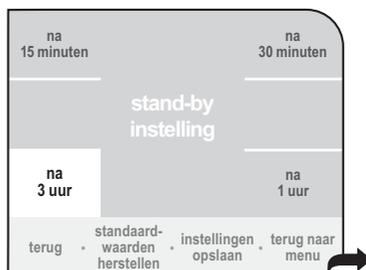 na
15 minuten
na
30 minuten
stand-by
instelling
na
3 uur
na
1 uur
terug
standaard-
waarden
herstellen
instellingen
opslaan
terug naar
menu